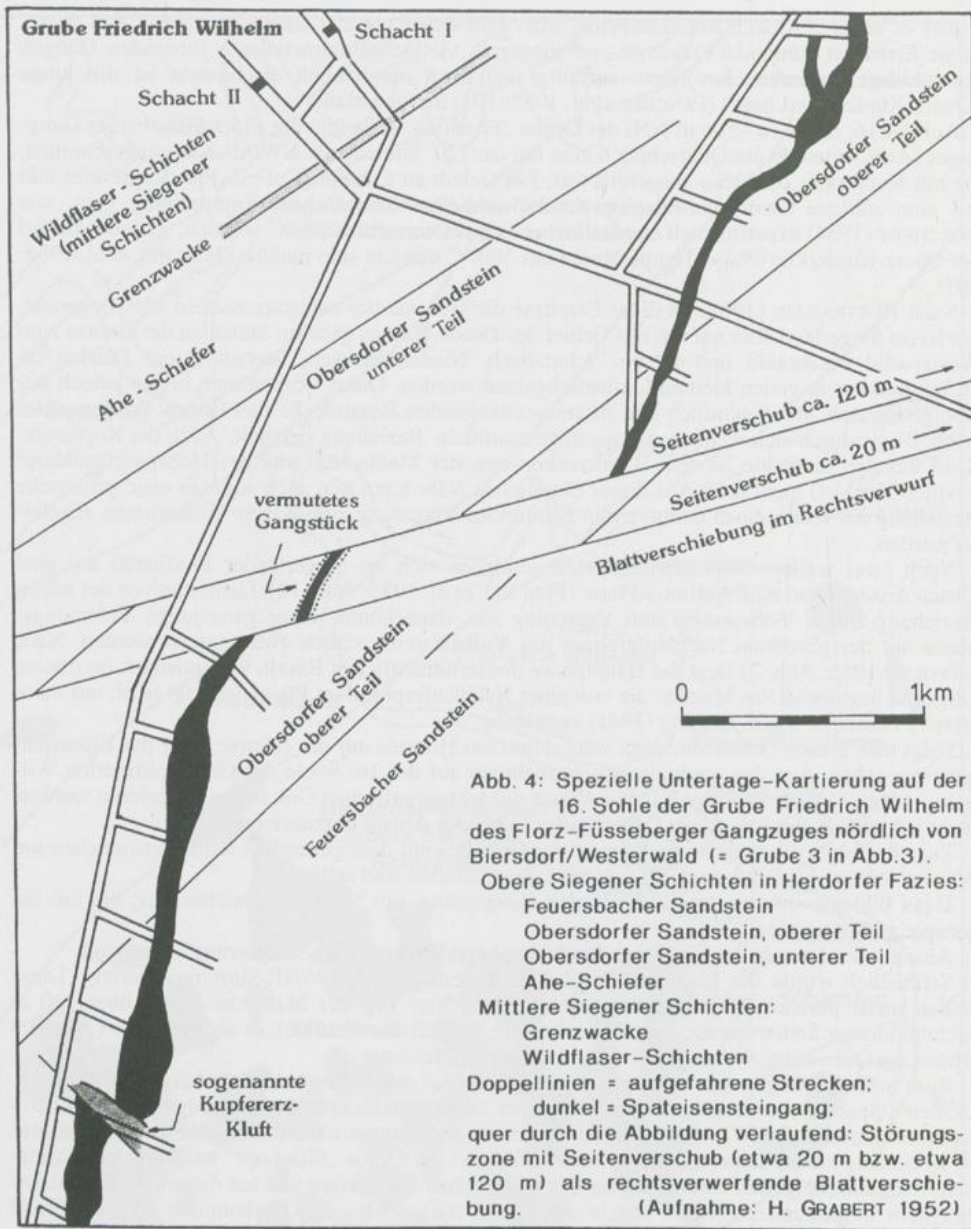 Grube Friedrich Wilhelm
Schacht I
Schacht II
Wildflaser - Schichten
(mittlere Siegener
Schichten)
Grenzwacke
Ahe - Schiefer
Obersdorfer Sandstein
unterer Teil
Obersdorfer Sandstein
oberer Teil
Seitenverschub ca. 120 m
Seitenverschub ca. 20 m
Blattverschiebung im Rechtsverwurf
vermutetes
Gangstück
Obersdorfer Sandstein
oberer Teil
Feuersbacher Sandstein
0 1km
sogenannte
Kupfererz-
Kluft
Abb. 4: Spezielle Untertage-Kartierung auf der
16. Sohle der Grube Friedrich Wilhelm
des Florz-Füsseberger Gangzuges nördlich von
Biersdorf/Westerwald (= Grube 3 in Abb.3).
Obere Siegener Schichten in Herdorfer Fazies:
Feuersbacher Sandstein
Obersdorfer Sandstein, oberer Teil
Obersdorfer Sandstein, unterer Teil
Ahe-Schiefer
Mittlere Siegener Schichten:
Grenzwacke
Wildflaser-Schichten
Doppellinien = aufgefahrene Strecken;
dunkel = Spateisensteingang;
quer durch die Abbildung verlaufend: Störungs-
zone mit Seitenverschub (etwa 20 m bzw. etwa
120 m) als rechtsverwerfende Blattverschie-
bung. (Aufnahme: H. GRABERT 1952)